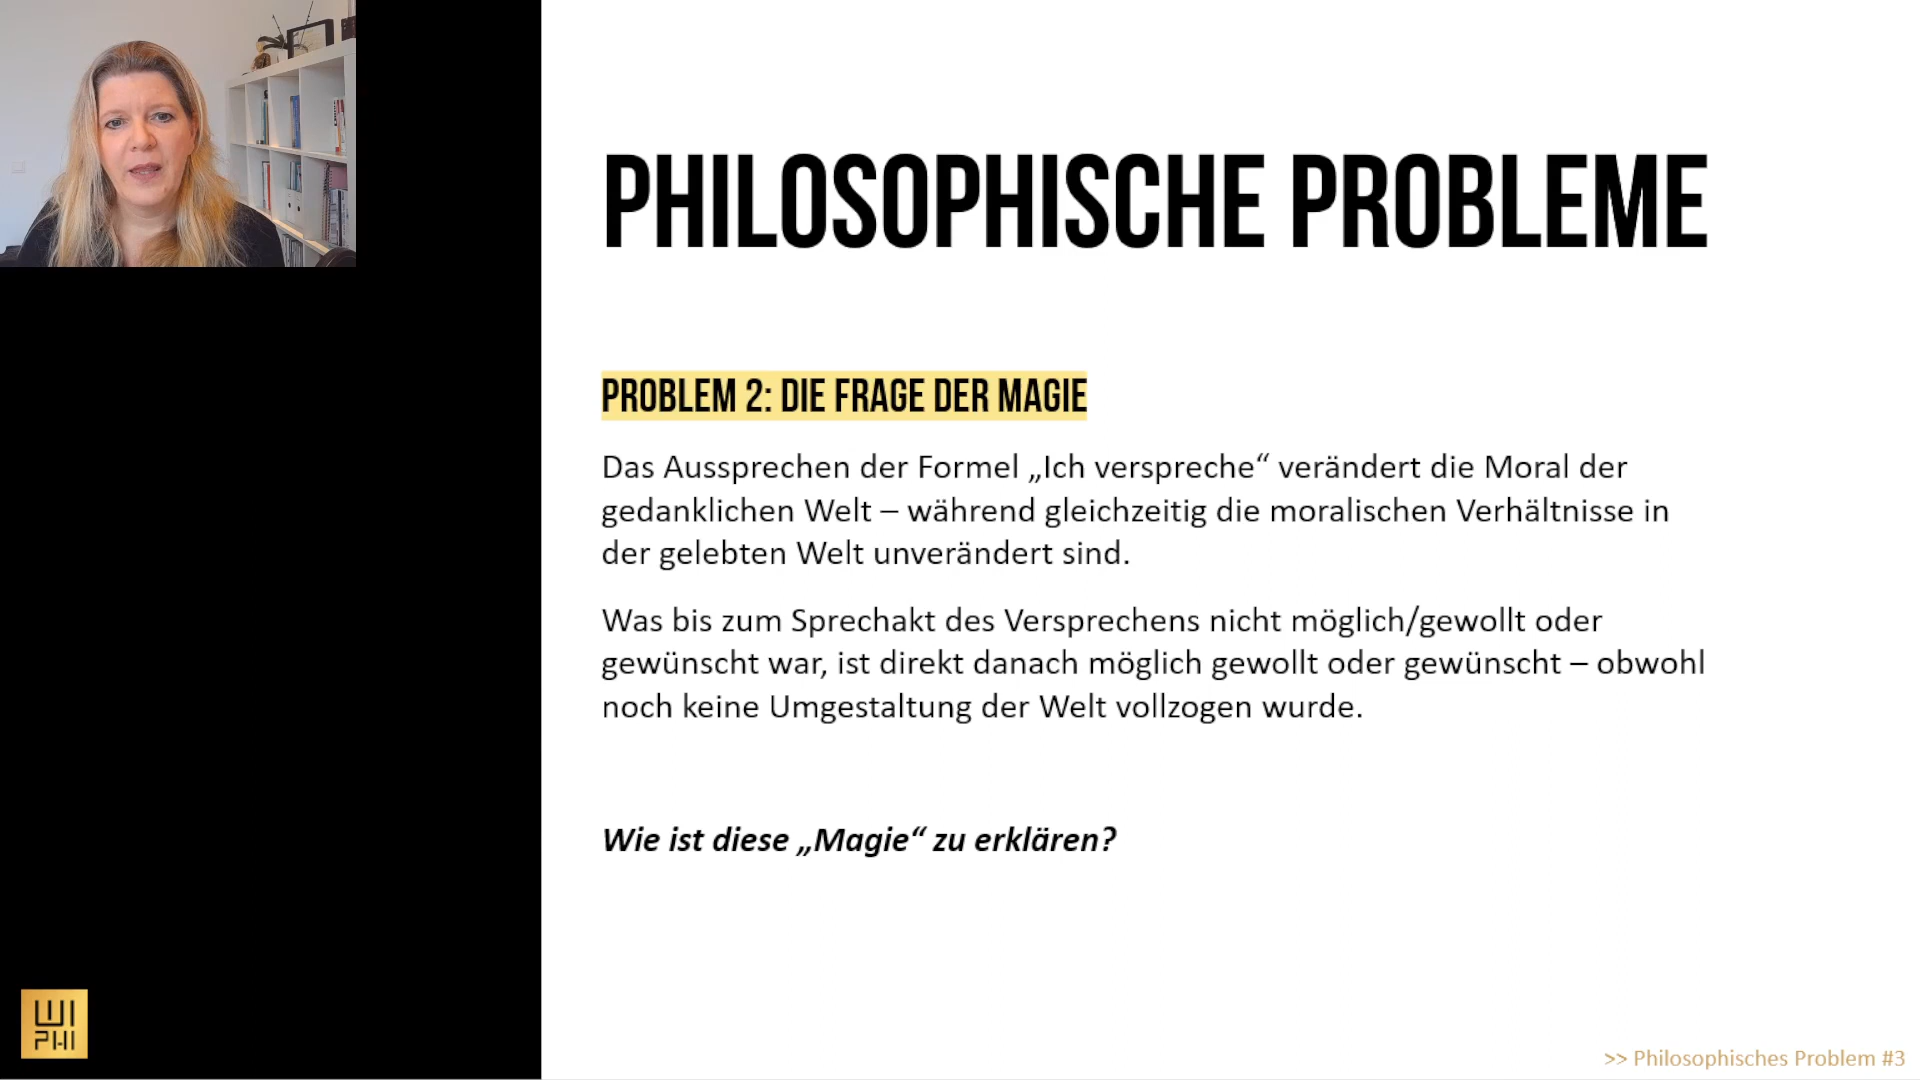 PHILOSOPHISCHE PROBLEME
PROBLEM 2: DIE FRAGE DER MAGIE
Das Aussprechen der Formel „Ich verspreche“ verändert die Moral der
gedanklichen Welt – während gleichzeitig die moralischen Verhältnisse in
der gelebten Welt unverändert sind.
Was bis zum Sprechakt des Versprechens nicht möglich/gewollt oder
gewünscht war, ist direkt danach möglich gewollt oder gewünscht – obwohl
noch keine Umgestaltung der Welt vollzogen wurde.
Wie ist diese „Magie“ zu erklären?
WI
PHI
>> Philosophisches Problem #3